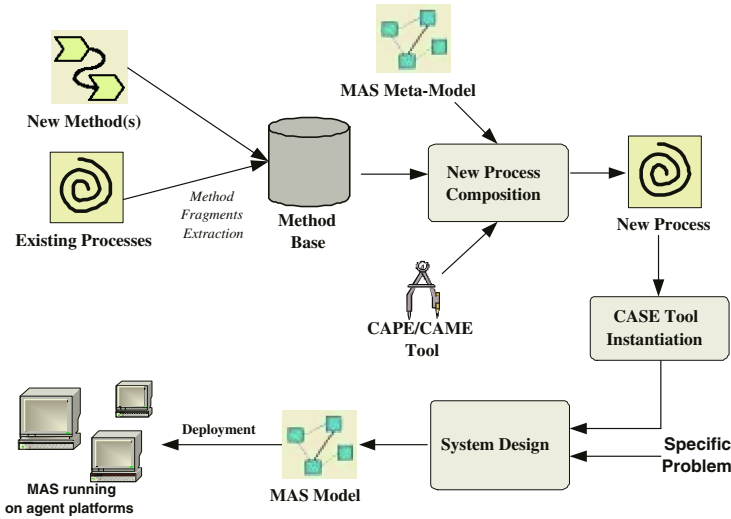 MAS Meta-Model
New Method(s)
New Process
Composition
Method
Fragments
Extraction
Method
Base
Existing Processes
New Process
CAPE/CAME
Tool
CASE Tool
Instantiation
Deployment
System Design
Specific
Problem
MAS Model
MAS running
on agent platforms